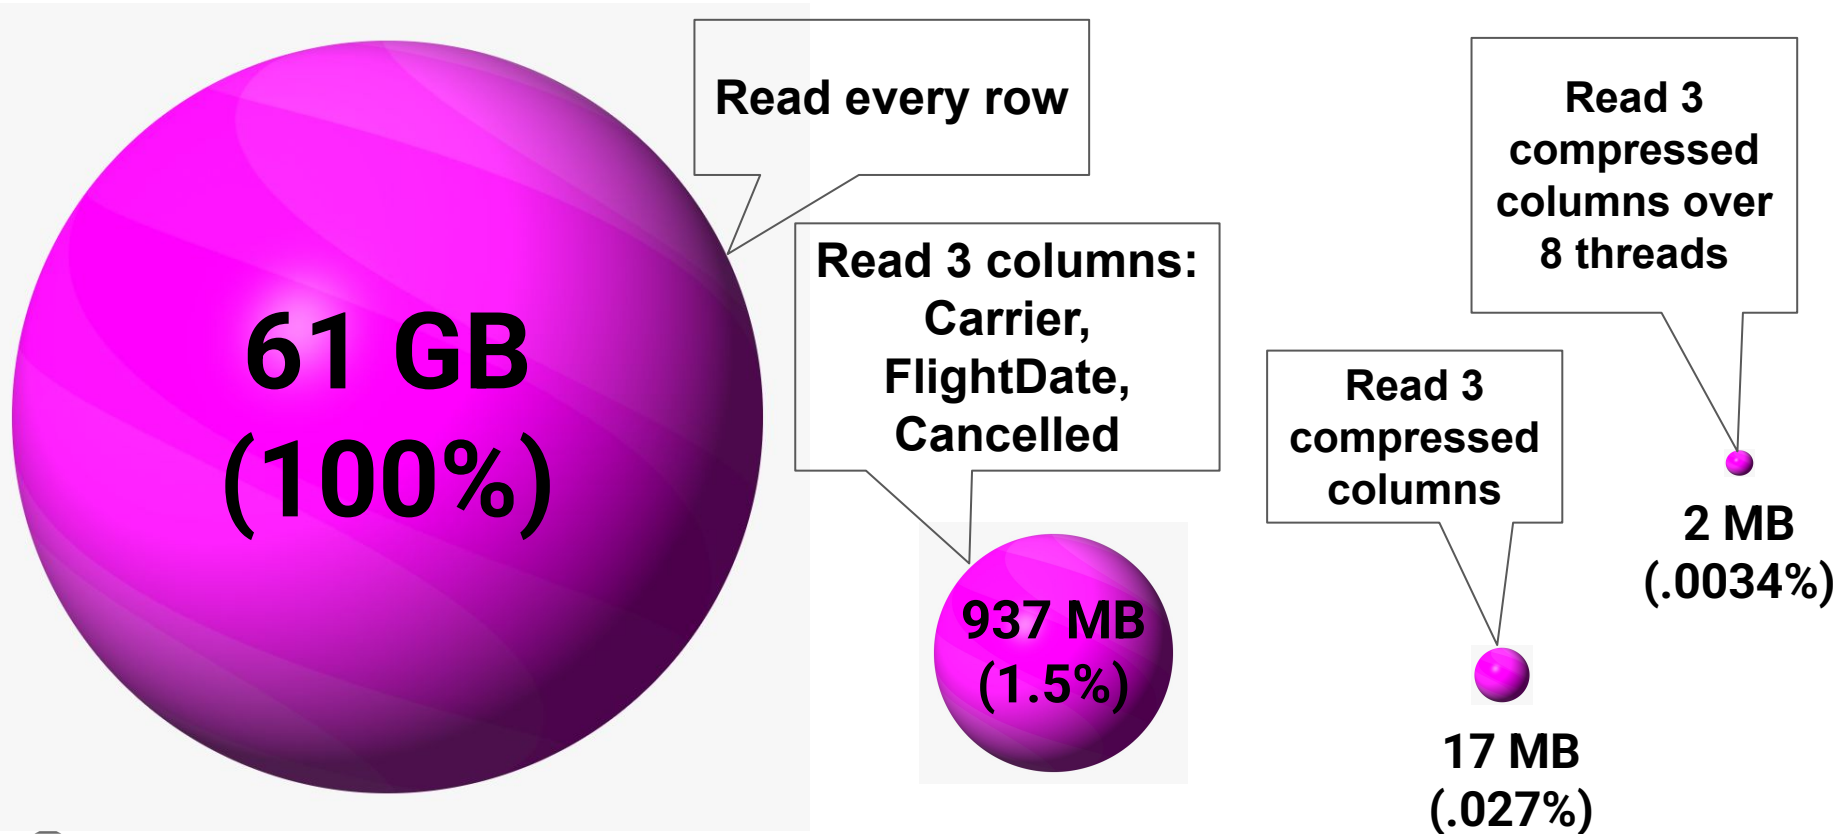 Read every row
61 GB
(100%)
Read 3 columns:
Carrier,
FlightDate,
Cancelled
937 MB
(1.5%)
Read 3
compressed
columns
17 MB
(.027%)
Read 3
compressed
columns over
8 threads
2 MB
(.0034%)